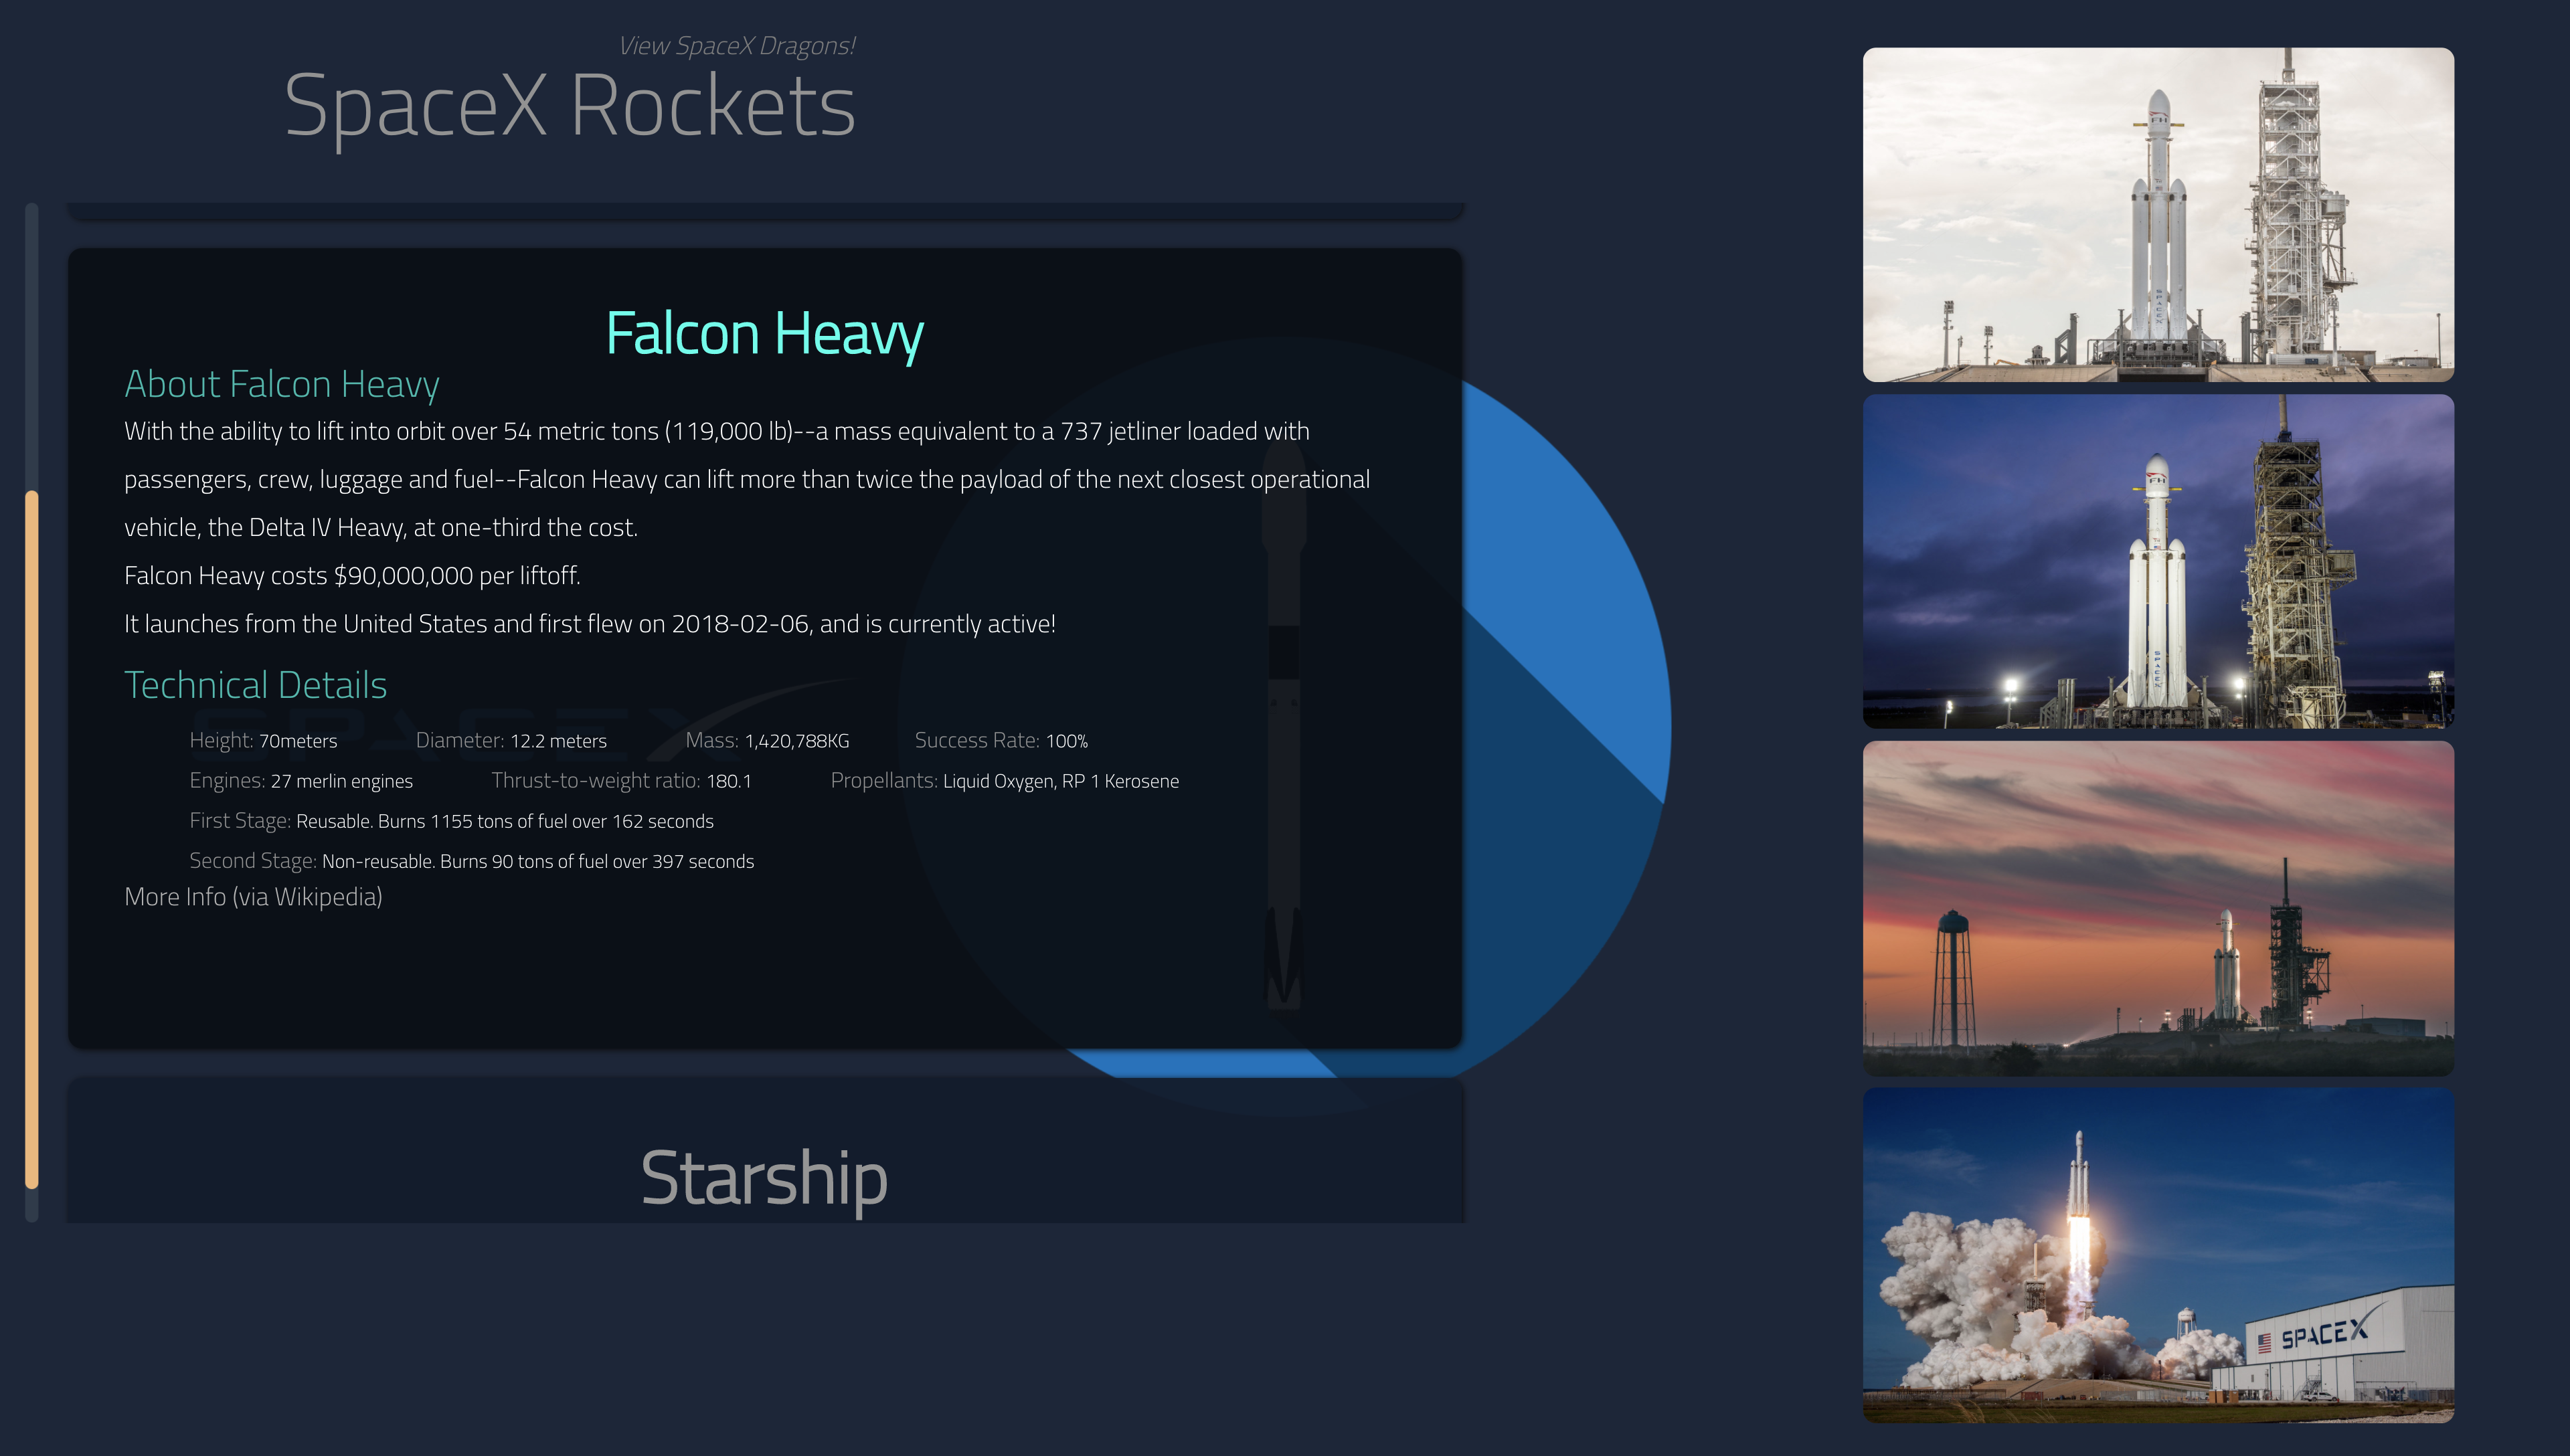 View SpaceX Dragons!
SpaceX Rockets
Falcon Heavy
About Falcon Heavy
With the ability to lift into orbit over 54 metric tons (119,000 lb)--a mass equivalent to a 737 jetliner loaded with
passengers, crew, luggage and fuel--Falcon Heavy can lift more than twice the payload of the next closest operational
vehicle, the Delta IV Heavy, at one-third the cost.
Falcon Heavy costs $90,000,000 per liftoff.
It launches from the United States and first flew on 2018-02-06, and is currently active!
Technical Details
SPACEX
Height: 70meters Diameter: 12.2 meters Mass: 1,420,788KG Success Rate: 100%
Engines: 27 merlin engines Thrust-to-weight ratio: 180.1 Propellants: Liquid Oxygen, RP 1 Kerosene
First Stage: Reusable. Burns 1155 tons of fuel over 162 seconds
Second Stage: Non-reusable. Burns 90 tons of fuel over 397 seconds
More Info (via Wikipedia)
Starship
FH
SPACEX
FH
SPACEX
SPACEX